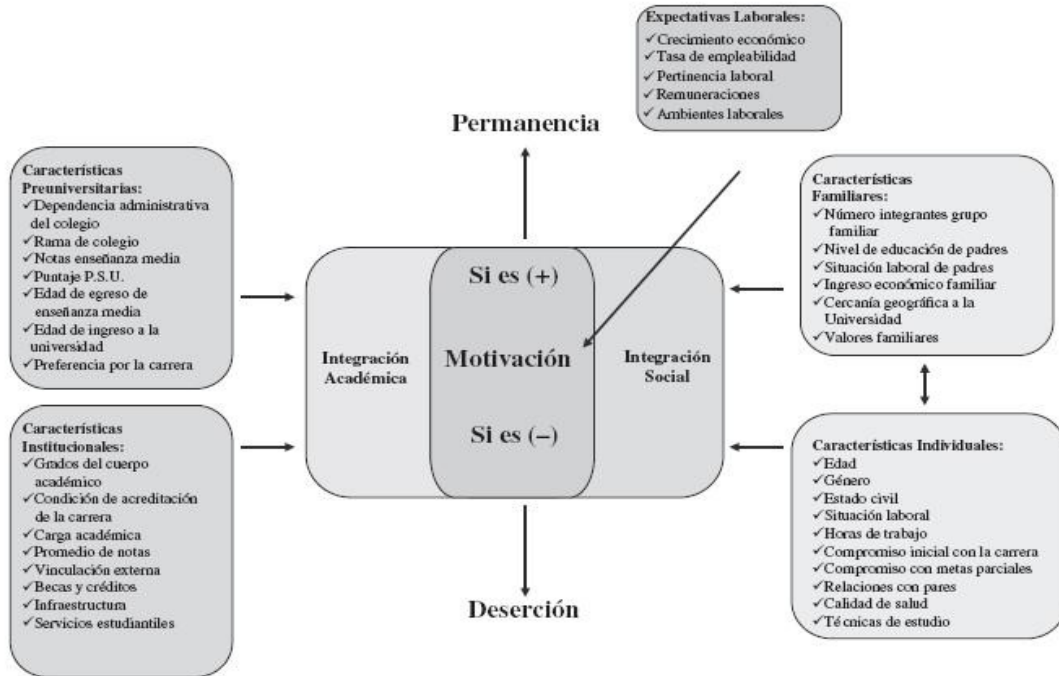 Expectativas Laborales:
✓Crecimiento económico
✓Tasa de empleabilidad
✓Pertinencia laboral
✓Remuneraciones
✓Ambientes laborales
Permanencia
Características
Preuniversitarias:
✓Dependencia administrativa
del colegio
✓Rama de colegio
✓Notas enseñanza media
✓Puntaje P.S.U.
✓Edad de egreso de
enseñanza media
✓Edad de ingreso a la
universidad
✓Preferencia por la carrera
Características
Institucionales:
✓Grados del cuerpo
académico
✓Condición de acreditación
de la carrera
✓Carga académica
✓Promedio de notas
✓Vinculación externa
✓Becas y créditos
✓Infraestructura
✓Servicios estudiantiles
Integración
Académica
Si es (+)
Motivación
Si es (–)
Integración
Social
Deserción
Características
Familiares:
✓Número integrantes grupo
familiar
✓Nivel de educación de padres
✓Situación laboral de padres
✓Ingreso económico familiar
✓Cercanía geográfica a la
Universidad
✓Valores familiares
Características Individuales:
✓Edad
✓Género
✓Estado civil
✓Situación laboral
✓Horas de trabajo
✓Compromiso inicial con la carrera
✓Compromiso con metas parciales
✓Relaciones con pares
✓Calidad de salud
✓Técnicas de estudio